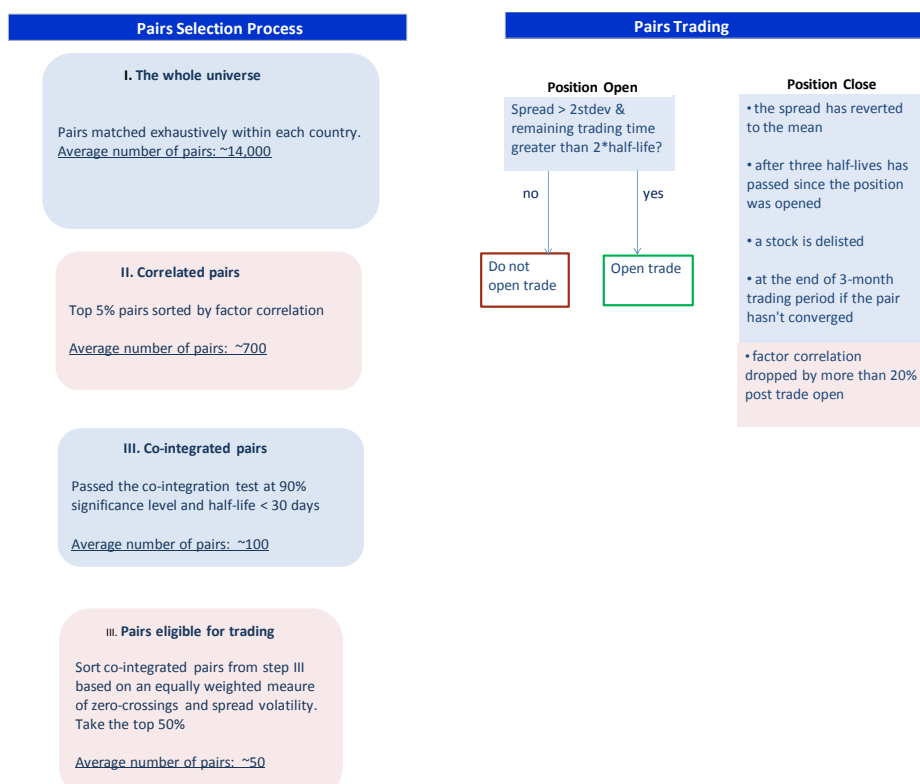 Pairs Selection Process
I. The whole universe
Pairs matched exhaustively within each country.
Average number of pairs: ~14,000
II. Correlated pairs
Top 5% pairs sorted by factor correlation
Average number of pairs: ~700
III. Co-integrated pairs
Passed the co-integration test at 90%
significance level and half-life < 30 days
Average number of pairs: ~100
III. Pairs eligible for trading
Sort co-integrated pairs from step III
based on an equally weighted meaure
of zero-crossings and spread volatility.
Take the top 50%
Average number of pairs: ~50
Pairs Trading
Position Open
Spread > 2stdev &
remaining trading time
greater than 2*half-life?
no
yes
Do not
open trade
Open trade
Position Close
• the spread has reverted
to the mean
• after three half-lives has
passed since the position
was opened
• a stock is delisted
• at the end of 3-month
trading period if the pair
hasn't converged
• factor correlation
dropped by more than 20%
post trade open